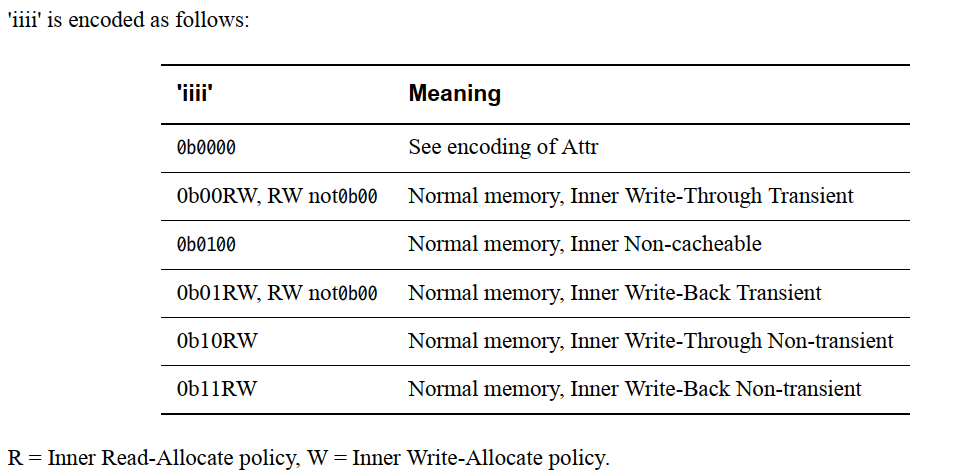 'iiii' is encoded as follows:
'iiii' Meaning
0b0000 See encoding of Attr
0b00RW, RW not0b00 Normal memory, Inner Write-Through Transient
0b0100 Normal memory, Inner Non-cacheable
0b01RW, RW not0b00 Normal memory, Inner Write-Back Transient
0b10RW Normal memory, Inner Write-Through Non-transient
0b11RW Normal memory, Inner Write-Back Non-transient
R = Inner Read-Allocate policy, W = Inner Write-Allocate policy.